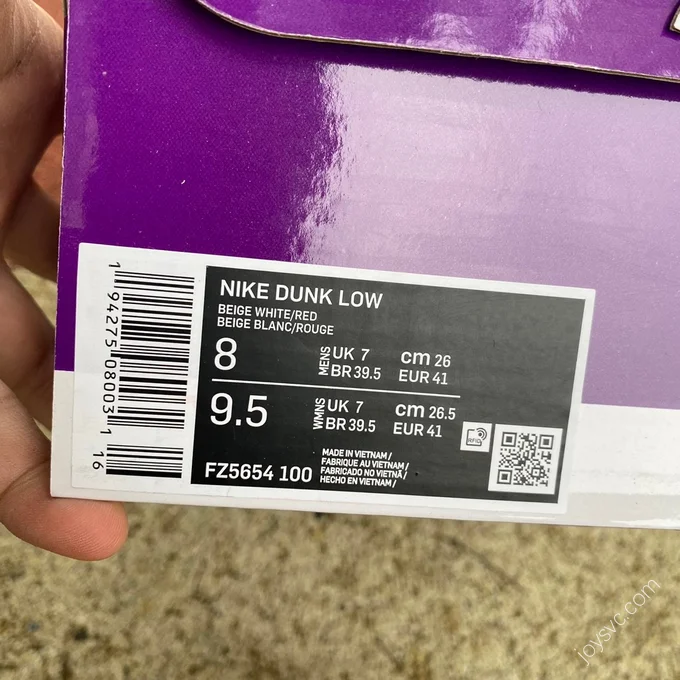 NIKE DUNK LOW
BEIGE WHITE/RED
BEIGE BLANC/ROUGE
8
MENS
UK 7
cm 26
BR 39.5
EUR 41
9.5
WMNS
UK 7
cm 26.5
BR 39.5
EUR 41
FZ5654 100
MADE IN VIETNAM/
FABRIQUE AU VIETNAM/
FABRICADO NO VIETNÃ/
HECHO EN VIETNAM/
RFID
1 94275 08003 1
16
joysvc.com